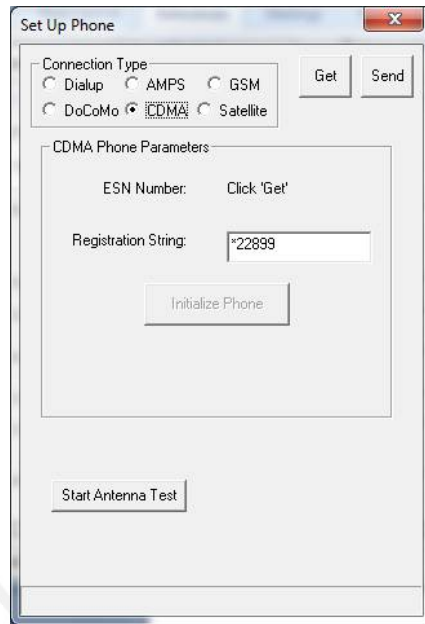 Set Up Phone
Connection Type
Dialup AMPS GSM
DoCoMo CDMA Satellite
Get Send
CDMA Phone Parameters
ESN Number: Click 'Get'
Registration String: *22899
Initialize Phone
Start Antenna Test